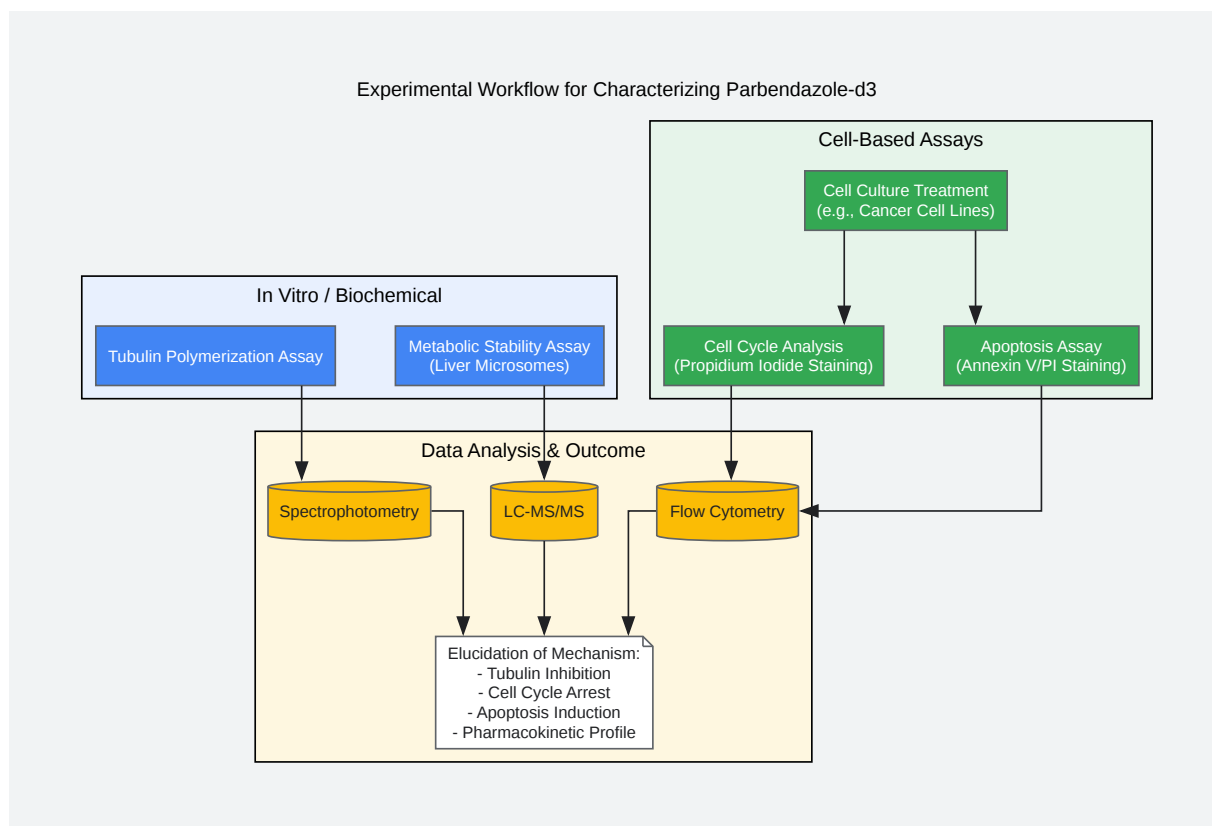 Experimental Workflow for Characterizing Parbendazole-d3
Cell-Based Assays
Cell Culture Treatment
(e.g., Cancer Cell Lines)
In Vitro / Biochemical
Tubulin Polymerization Assay
Metabolic Stability Assay
(Liver Microsomes)
Cell Cycle Analysis
(Propidium Iodide Staining)
Apoptosis Assay
(Annexin V/PI Staining)
Data Analysis & Outcome
Spectrophotometry
LC-MS/MS
Flow Cytometry
Elucidation of Mechanism:
- Tubulin Inhibition
- Cell Cycle Arrest
- Apoptosis Induction
- Pharmacokinetic Profile